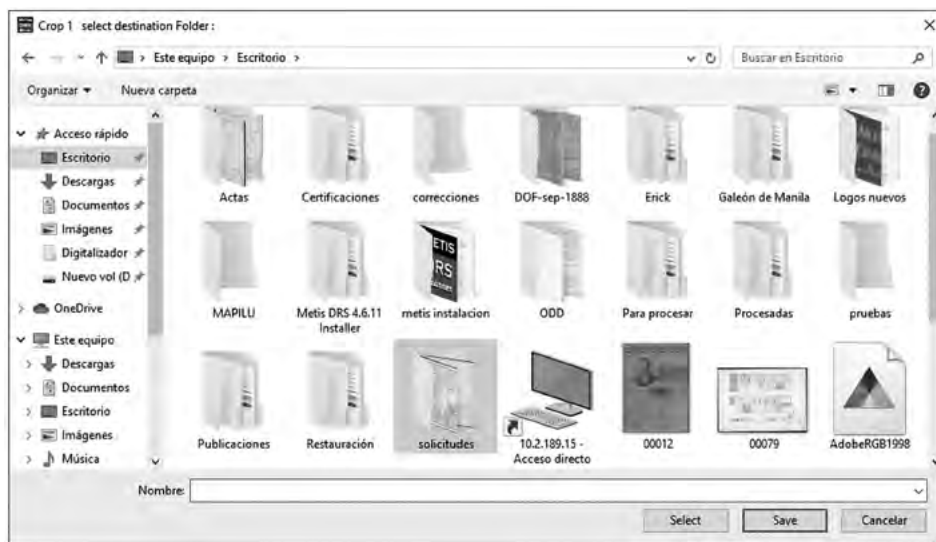 Crop 1 select destination Folder :
Este equipo > Escritorio >
Buscar en Escritorio
Organizar
Nueva carpeta
Acceso rápido
Escritorio
Descargas
Documentos
Imágenes
Digitalizador
Nuevo vol (D
OneDrive
Este equipo
Descargas
Documentos
Escritorio
Imágenes
Música
Actas
Certificaciones
correcciones
DOF-sep-1888
Erick
Galeón de Manila
Logos nuevos
MAPILU
ETIS
RS
Metis DRS 4.6.11
Installer
metis instalacion
ODD
Para procesar
Procesadas
pruebas
Publicaciones
Restauración
solicitudes
10.2.189.15 -
Acceso directo
00012
00079
AdobeRGB1998
Nombre:
Select
Save
Cancelar